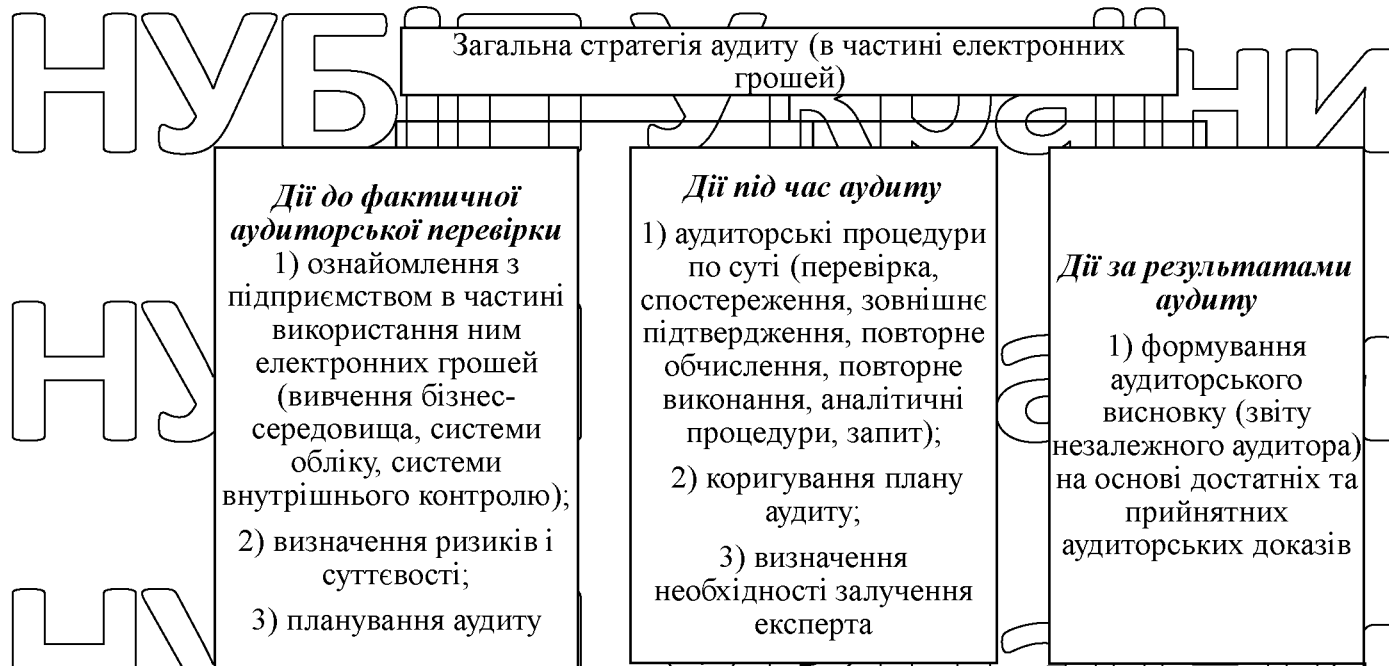 НУБіП України
Загальна стратегія аудиту (в частині електронних
грошей)
Дії до фактичної
аудиторської перевірки
1) ознайомлення з
підприємством в частині
використання ним
електронних грошей
(вивчення бізнес-
середовища, системи
обліку, системи
внутрішнього контролю);
2) визначення ризиків і
суттєвості;
3) планування аудиту
Дії під час аудиту
1) аудиторські процедури
по суті (перевірка,
спостереження, зовнішнє
підтвердження, повторне
обчислення, повторне
виконання, аналітичні
процедури, запит);
2) коригування плану
аудиту;
3) визначення
необхідності залучення
експерта
Дії за результатами
аудиту
1) формування
аудиторського
висновку (звіту
незалежного аудитора)
на основі достатніх та
прийнятних
аудиторських доказів